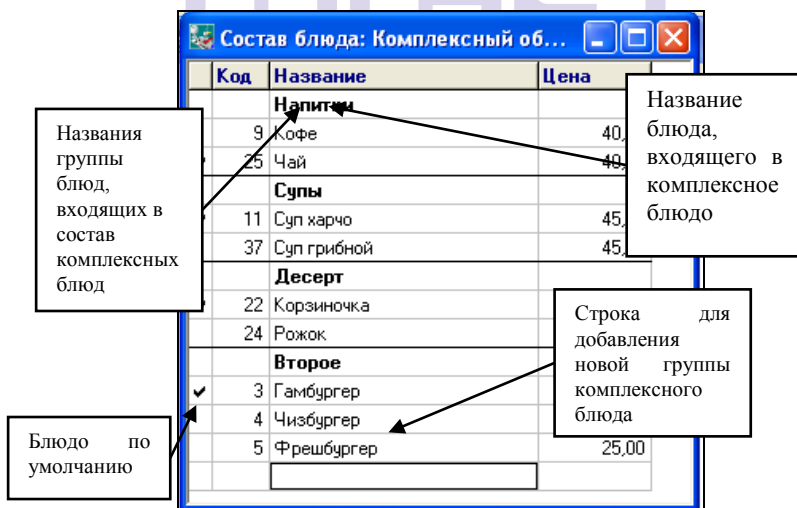 Состав блюда: Комплексный об...
Код Название Цена
Напитки
9 Кофе 40,
25 Чай 40,
Супы
11 Суп харчо 45,
37 Суп грибной 45,
Десерт
22 Корзиночка
24 Рожок
Второе
3 Гамбургер
4 Чизбургер
5 Фрешбургер 25,00
Названия
группы
блюд,
входящих в
состав
комплексных
блюд
Название
блюда,
входящего в
комплексное
блюдо
Строка для
добавления
новой группы
комплексного
блюда
Блюдо по
умолчанию